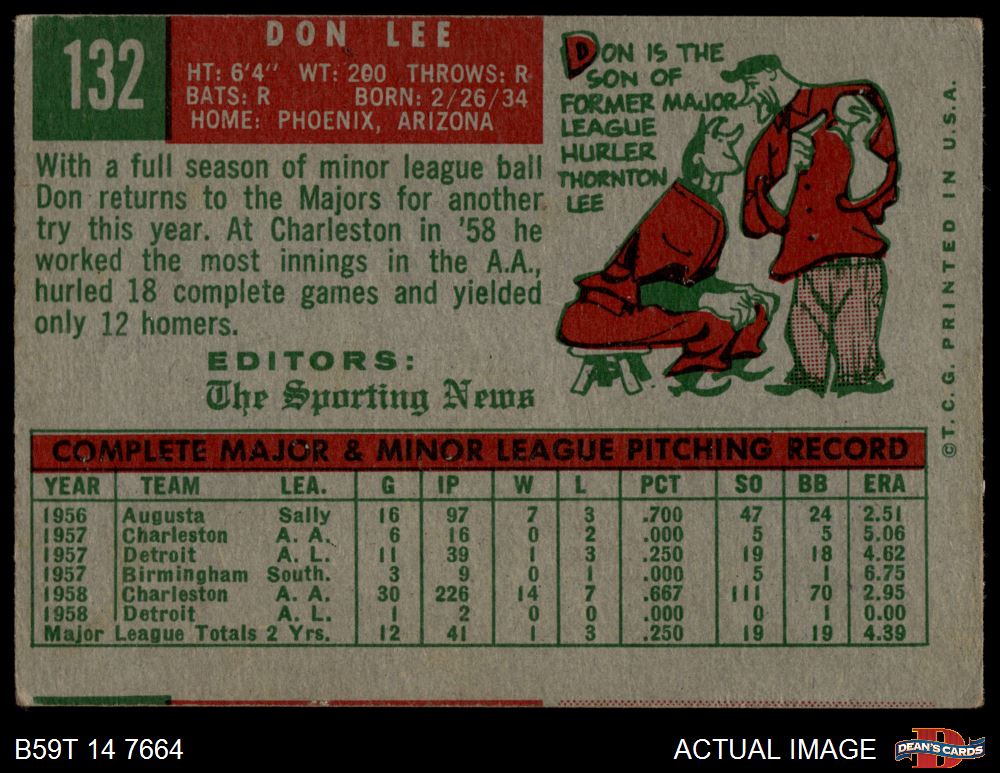 132
DON LEE
HT: 6'4" WT: 200 THROWS: R
BATS: R BORN: 2/26/34
HOME: PHOENIX, ARIZONA
With a full season of minor league ball
Don returns to the Majors for another
try this year. At Charleston in '58 he
worked the most innings in the A.A.,
hurled 18 complete games and yielded
only 12 homers.
EDITORS:
The Sporting News
DON IS THE
SON OF
FORMER MAJOR
LEAGUE
HURLER
THORNTON
LEE
©T. C. G. PRINTED IN U.S.A.
COMPLETE MAJOR & MINOR LEAGUE PITCHING RECORD
YEAR TEAM LEA. G IP W L PCT SO BB ERA
1956 Augusta Sally 16 97 7 3 .700 47 24 2.51
1957 Charleston A. A. 6 16 0 2 .000 5 5 5.06
1957 Detroit A. L. 11 39 1 3 .250 19 18 4.62
1957 Birmingham South. 3 9 0 1 .000 5 1 6.75
1958 Charleston A. A. 30 226 14 7 .667 111 70 2.95
1958 Detroit A. L. 1 2 0 0 .000 0 1 0.00
Major League Totals 2 Yrs. 12 41 1 3 .250 19 19 4.39
B59T 14 7664
ACTUAL IMAGE
DEAN'S CARDS